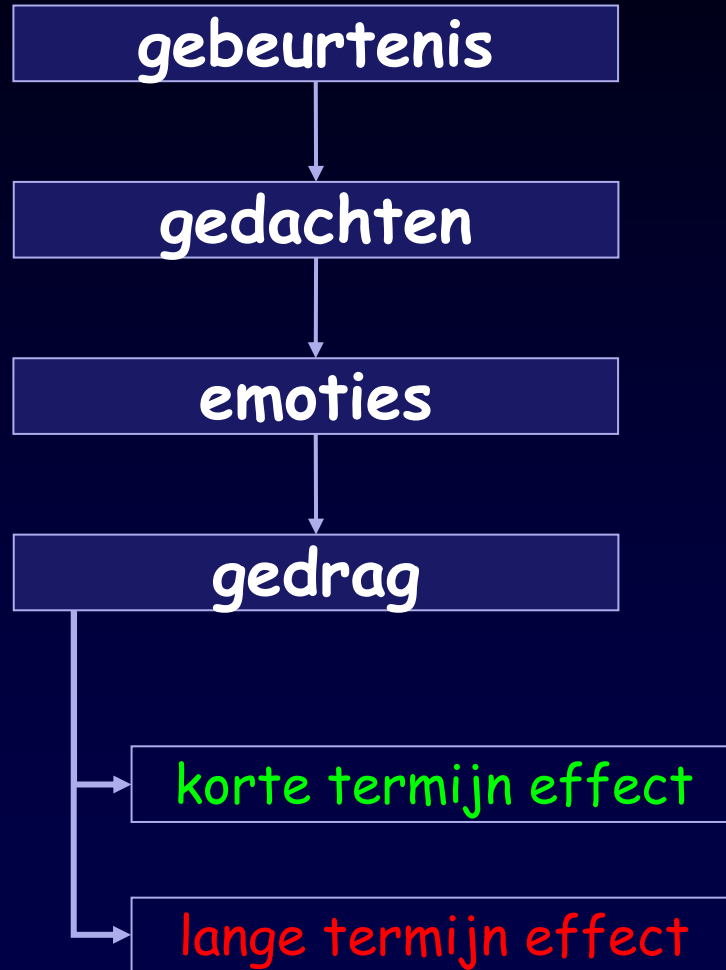 gebeurtenis
gedachten
emoties
gedrag
korte termijn effect
lange termijn effect